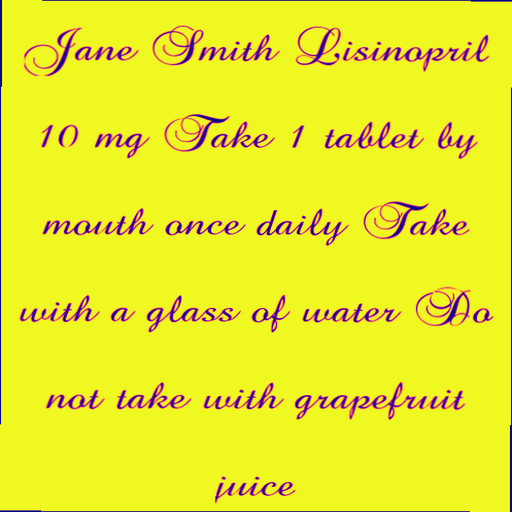 Jane Smith Lisinopril
10 mg Take 1 tablet by
mouth once daily Take
with a glass of water Do
not take with grapefruit
juice